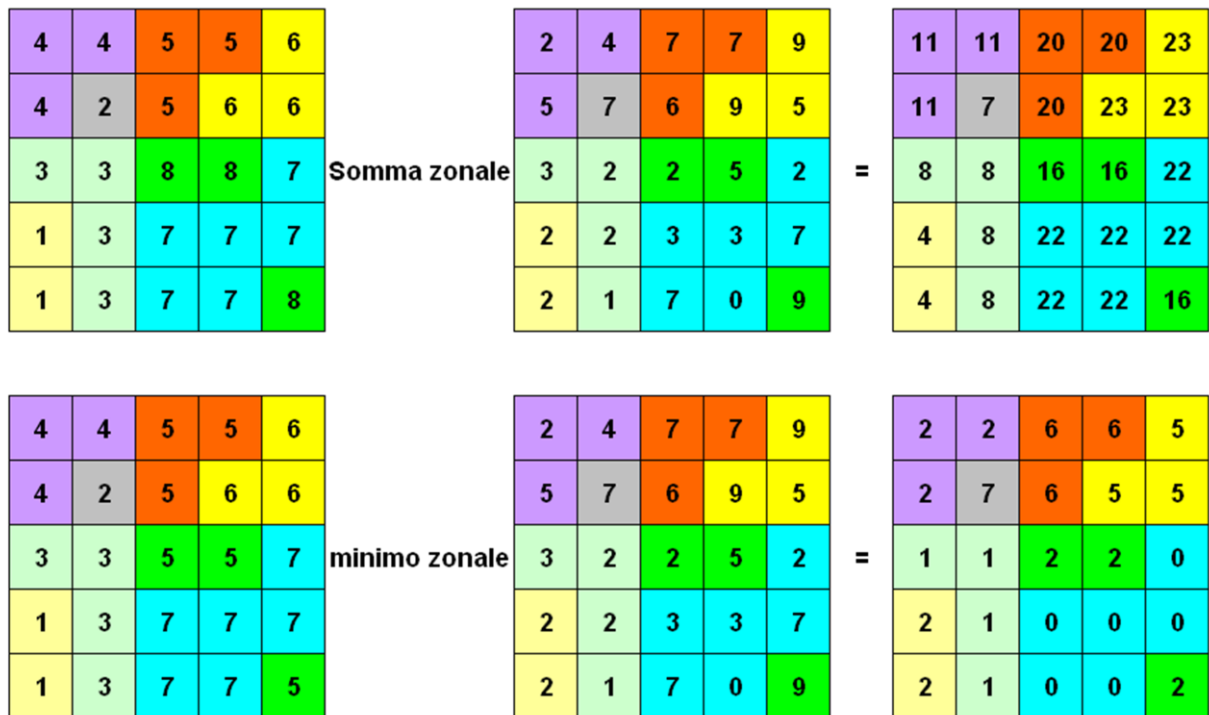 4 4 5 5 6 2 4 7 7 9 11 11 20 20 23
4 2 5 6 6 5 7 6 9 5 11 7 20 23 23
3 3 8 8 7 Somma zonale 3 2 2 5 2 = 8 8 16 16 22
1 3 7 7 7 2 2 3 3 7 4 8 22 22 22
1 3 7 7 8 2 1 7 0 9 4 8 22 22 16
4 4 5 5 6 2 4 7 7 9 2 2 6 6 5
4 2 5 6 6 5 7 6 9 5 2 7 6 5 5
3 3 5 5 7 minimo zonale 3 2 2 5 2 = 1 1 2 2 0
1 3 7 7 7 2 2 3 3 7 2 1 0 0 0
1 3 7 7 5 2 1 7 0 9 2 1 0 0 2